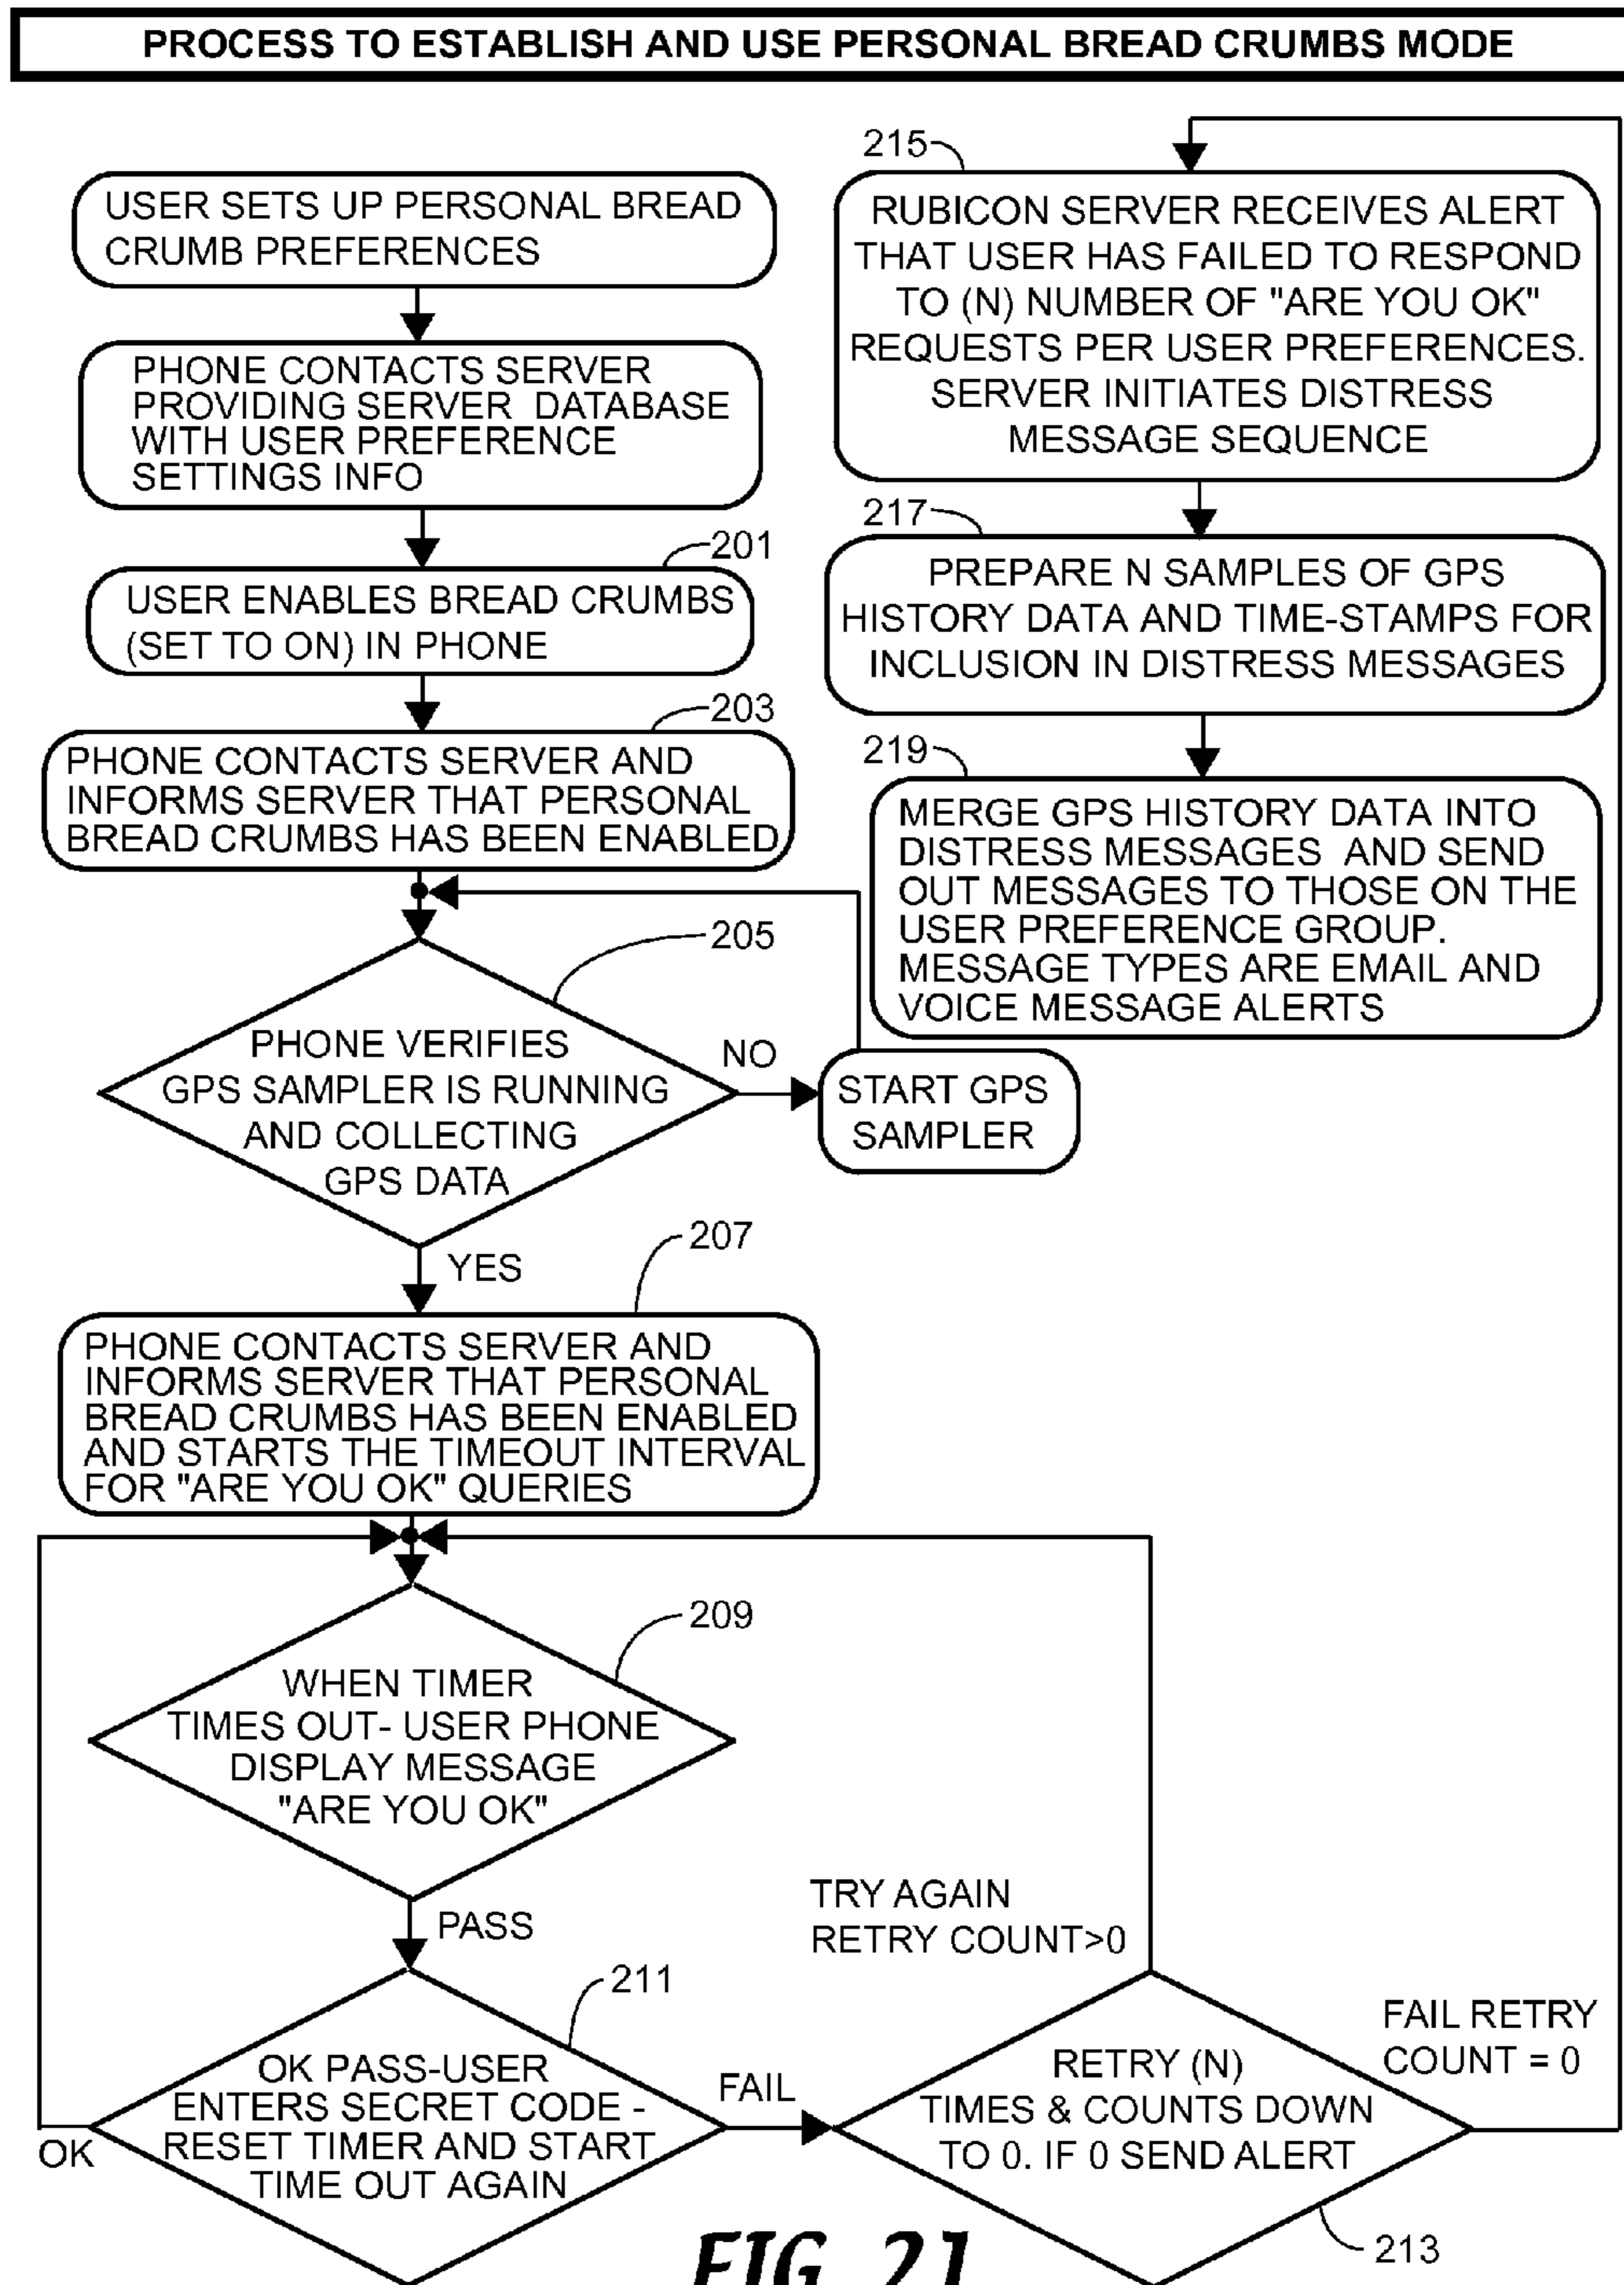 PROCESS TO ESTABLISH AND USE PERSONAL BREAD CRUMBS MODE
USER SETS UP PERSONAL BREAD
CRUMB PREFERENCES
PHONE CONTACTS SERVER
PROVIDING SERVER DATABASE
WITH USER PREFERENCE
SETTINGS INFO
201
USER ENABLES BREAD CRUMBS
(SET TO ON) IN PHONE
203
PHONE CONTACTS SERVER AND
INFORMS SERVER THAT PERSONAL
BREAD CRUMBS HAS BEEN ENABLED
205
PHONE VERIFIES
GPS SAMPLER IS RUNNING
AND COLLECTING
GPS DATA
NO
START GPS
SAMPLER
YES
207
PHONE CONTACTS SERVER AND
INFORMS SERVER THAT PERSONAL
BREAD CRUMBS HAS BEEN ENABLED
AND STARTS THE TIMEOUT INTERVAL
FOR "ARE YOU OK" QUERIES
209
WHEN TIMER
TIMES OUT- USER PHONE
DISPLAY MESSAGE
"ARE YOU OK"
PASS
211
OK PASS-USER
ENTERS SECRET CODE -
RESET TIMER AND START
TIME OUT AGAIN
OK
FAIL
TRY AGAIN
RETRY COUNT>0
RETRY (N)
TIMES & COUNTS DOWN
TO 0. IF 0 SEND ALERT
213
FAIL RETRY
COUNT = 0
215
RUBICON SERVER RECEIVES ALERT
THAT USER HAS FAILED TO RESPOND
TO (N) NUMBER OF "ARE YOU OK"
REQUESTS PER USER PREFERENCES.
SERVER INITIATES DISTRESS
MESSAGE SEQUENCE
217
PREPARE N SAMPLES OF GPS
HISTORY DATA AND TIME-STAMPS FOR
INCLUSION IN DISTRESS MESSAGES
219
MERGE GPS HISTORY DATA INTO
DISTRESS MESSAGES AND SEND
OUT MESSAGES TO THOSE ON THE
USER PREFERENCE GROUP.
MESSAGE TYPES ARE EMAIL AND
VOICE MESSAGE ALERTS
FIG 21